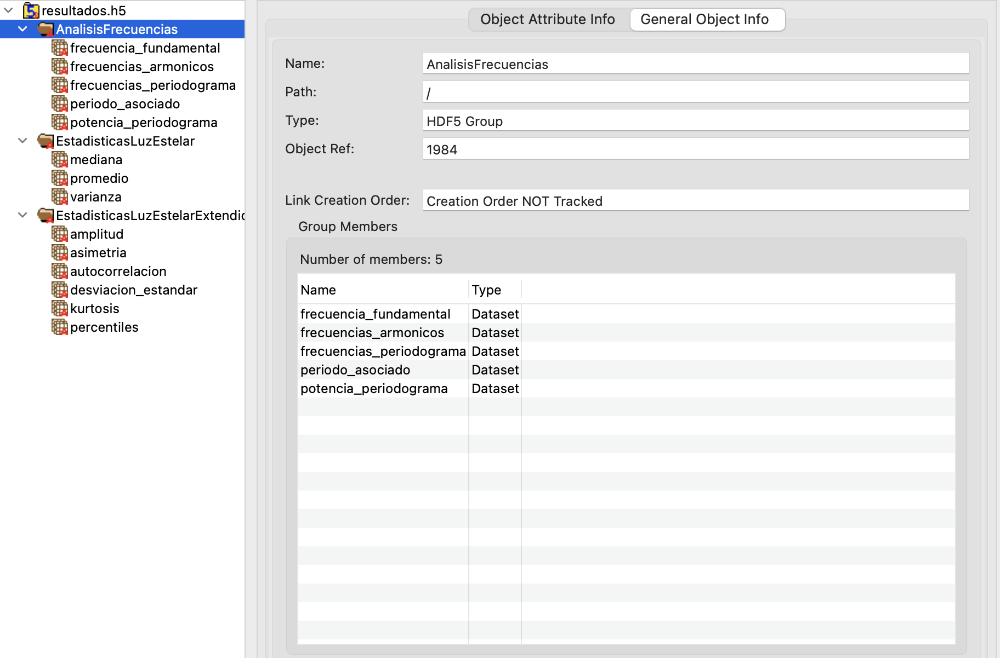 resultados.h5
AnalisisFrecuencias
frecuencia_fundamental
frecuencias_armonicos
frecuencias_periodograma
periodo_asociado
potencia_periodograma
EstadisticasLuzEstelar
mediana
promedio
varianza
EstadisticasLuzEstelarExtendid
amplitud
asimetria
autocorrelacion
desviacion_estandar
kurtosis
percentiles
Object Attribute Info
General Object Info
Name: AnalisisFrecuencias
Path: /
Type: HDF5 Group
Object Ref: 1984
Link Creation Order: Creation Order NOT Tracked
Group Members
Number of members: 5
Name Type
frecuencia_fundamental Dataset
frecuencias_armonicos Dataset
frecuencias_periodograma Dataset
periodo_asociado Dataset
potencia_periodograma Dataset